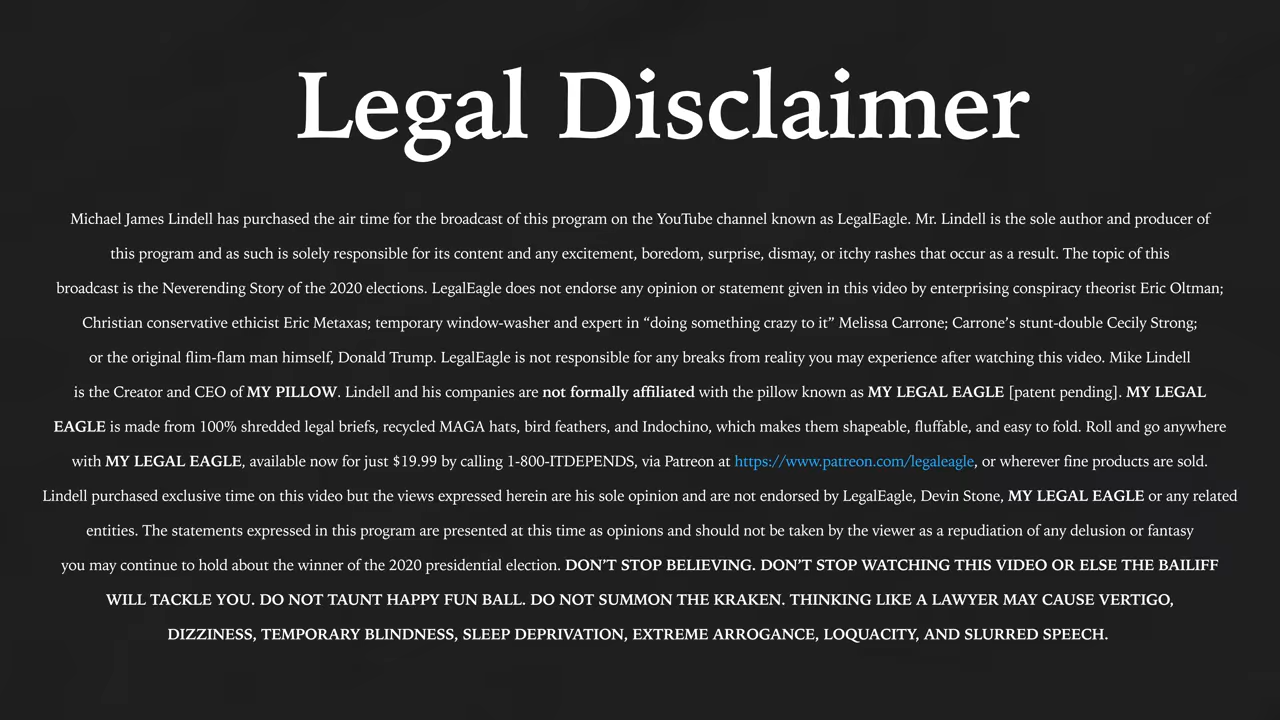 Legal Disclaimer
Michael James Lindell has purchased the air time for the broadcast of this program on the YouTube channel known as LegalEagle. Mr. Lindell is the sole author and producer of
this program and as such is solely responsible for its content and any excitement, boredom, surprise, dismay, or itchy rashes that occur as a result. The topic of this
broadcast is the Neverending Story of the 2020 elections. LegalEagle does not endorse any opinion or statement given in this video by enterprising conspiracy theorist Eric Oltman;
Christian conservative ethicist Eric Metaxas; temporary window-washer and expert in “doing something crazy to it” Melissa Carrone; Carrone’s stunt-double Cecily Strong;
or the original flim-flam man himself, Donald Trump. LegalEagle is not responsible for any breaks from reality you may experience after watching this video. Mike Lindell
is the Creator and CEO of MY PILLOW. Lindell and his companies are not formally affiliated with the pillow known as MY LEGAL EAGLE [patent pending]. MY LEGAL
EAGLE is made from 100% shredded legal briefs, recycled MAGA hats, bird feathers, and Indochino, which makes them shapeable, fluffable, and easy to fold. Roll and go anywhere
with MY LEGAL EAGLE, available now for just $19.99 by calling 1-800-ITDEPENDS, via Patreon at https://www.patreon.com/legaleagle, or wherever fine products are sold.
Lindell purchased exclusive time on this video but the views expressed herein are his sole opinion and are not endorsed by LegalEagle, Devin Stone, MY LEGAL EAGLE or any related
entities. The statements expressed in this program are presented at this time as opinions and should not be taken by the viewer as a repudiation of any delusion or fantasy
you may continue to hold about the winner of the 2020 presidential election. DON’T STOP BELIEVING. DON’T STOP WATCHING THIS VIDEO OR ELSE THE BAILIFF
WILL TACKLE YOU. DO NOT TAUNT HAPPY FUN BALL. DO NOT SUMMON THE KRAKEN. THINKING LIKE A LAWYER MAY CAUSE VERTIGO,
DIZZINESS, TEMPORARY BLINDNESS, SLEEP DEPRIVATION, EXTREME ARROGANCE, LOQUACITY, AND SLURRED SPEECH.